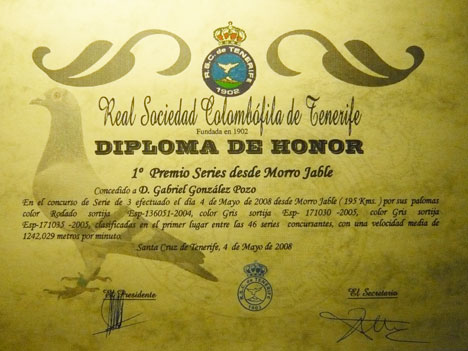 R.S.C. de TENERIFE
1902
Real Sociedad Colombófila de Tenerife
Fundada en 1902
DIPLOMA DE HONOR
1º Premio Series desde Morro Jable
Concedido a D. Gabriel González Pozo
En el concurso de Serie de 3 efectuado el día 4 de Mayo de 2008 desde Morro Jable ( 195 Kms. ) por sus palomas
color Rodado sortija Esp-136051-2004, color Gris sortija Esp- 171030 -2005, color Gris sortija
Esp-171035 -2005, clasificadas en el primer lugar entre las 46 series concursantes, con una velocidad media de
1242,029 metros por minuto.
Santa Cruz de Tenerife, 4 de Mayo de 2008
El Presidente
R.S.C. de TENERIFE
1902
El Secretario